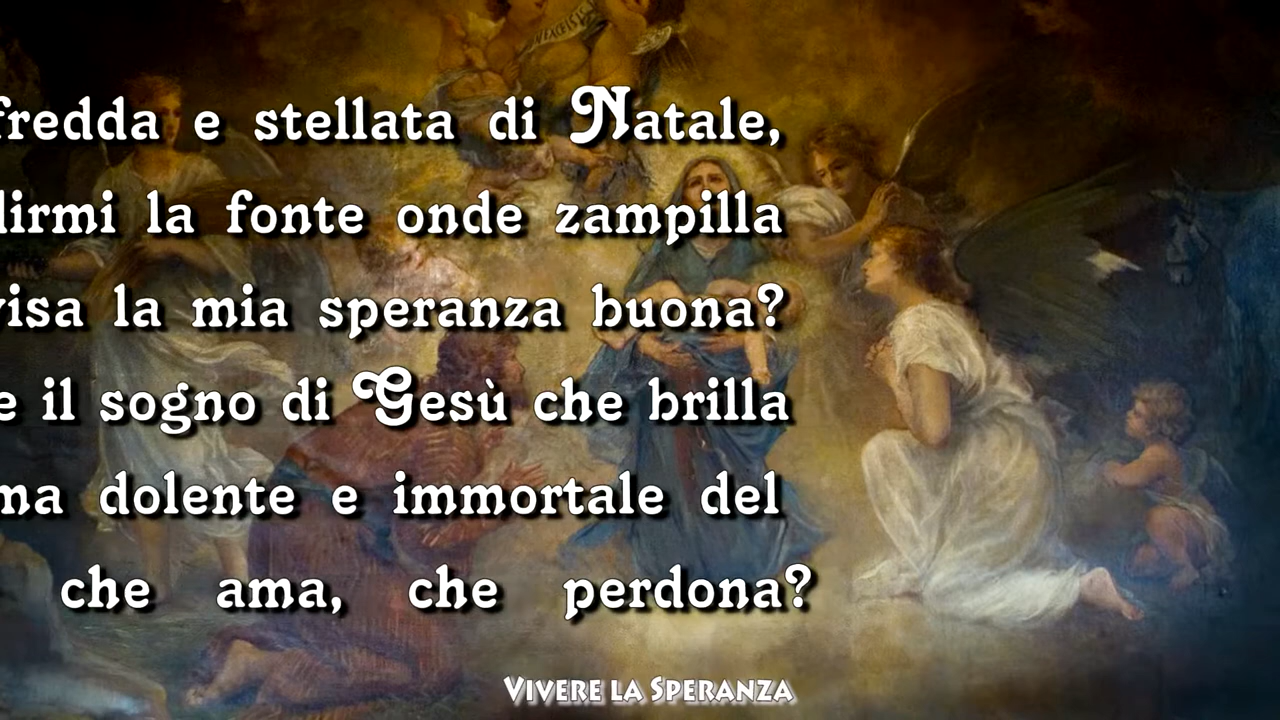 fredda e stellata di Natale,
dirmi la fonte onde zampilla
visa la mia speranza buona?
e il sogno di Gesù che brilla
ma dolente e immortale del
che ama, che perdona?
VIVERE LA SPERANZA